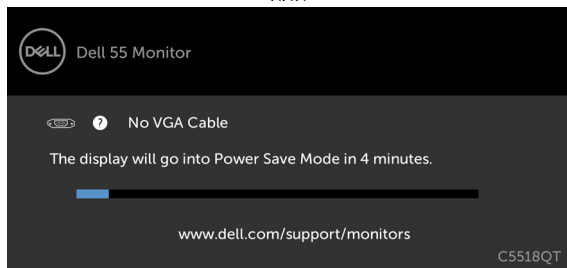 DELL
Dell 55 Monitor
? No VGA Cable
The display will go into Power Save Mode in 4 minutes.
www.dell.com/support/monitors
C5518QT